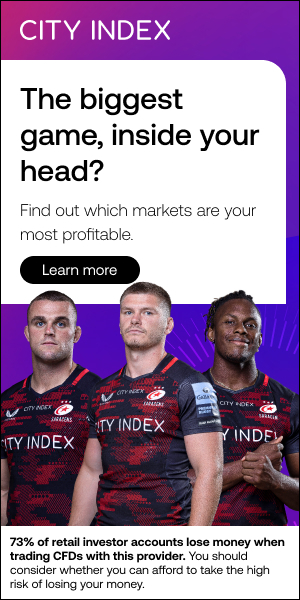 CITY INDEX
The biggest
game, inside your
head?
Find out which markets are your
most profitable.
Learn more
CITY INDEX
SARACENS
CITY INDEX
CITY INDEX
SARACENS
CITY INDEX
CITY INDEX
SARACENS
INDEX
73% of retail investor accounts lose money when
trading CFDs with this provider. You should
consider whether you can afford to take the high
risk of losing your money.